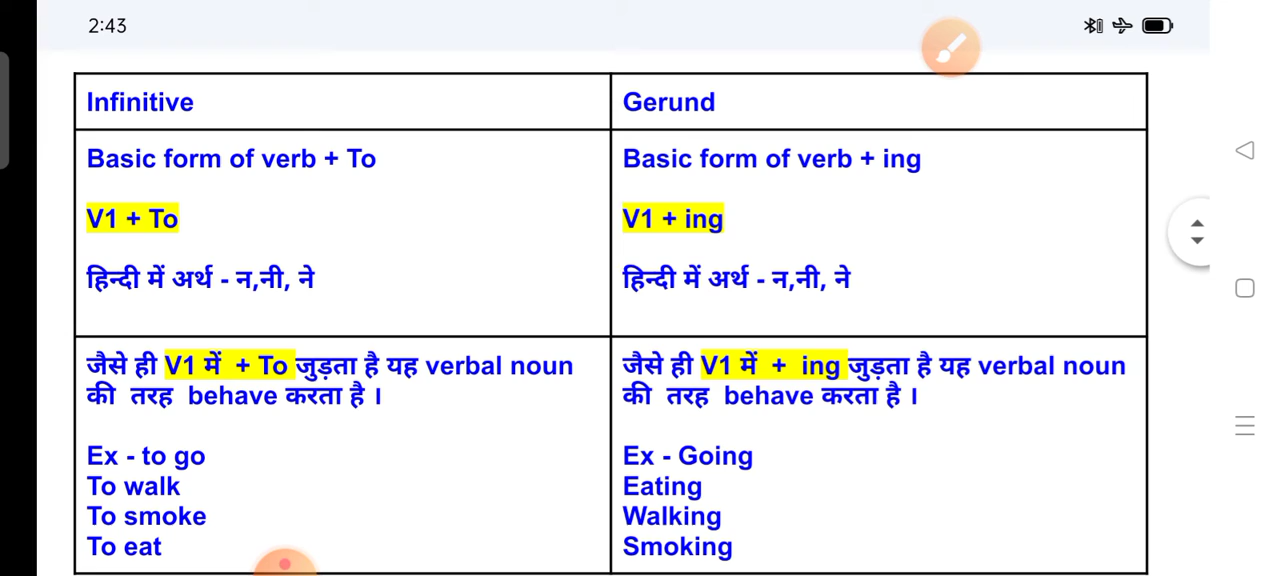 2:43
Infinitive
Gerund
Basic form of verb + To
V1 + To
हिन्दी में अर्थ - न,नी, ने
Basic form of verb + ing
V1 + ing
हिन्दी में अर्थ - न,नी, ने
जैसे ही V1 में + To जुड़ता है यह verbal noun
की तरह behave करता है ।
Ex - to go
To walk
To smoke
To eat
जैसे ही V1 में + ing जुड़ता है यह verbal noun
की तरह behave करता है ।
Ex - Going
Eating
Walking
Smoking